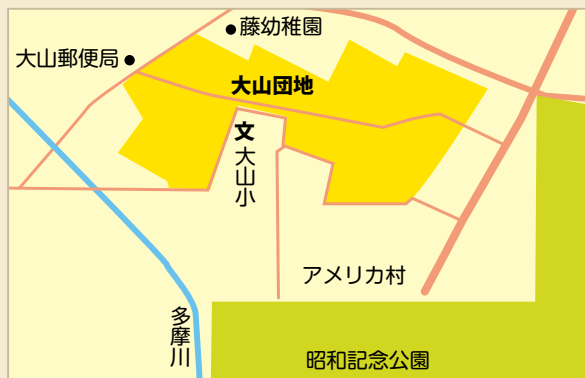 藤幼稚園
大山郵便局
大山団地
文
大山小
アメリカ村
多摩川
昭和記念公園